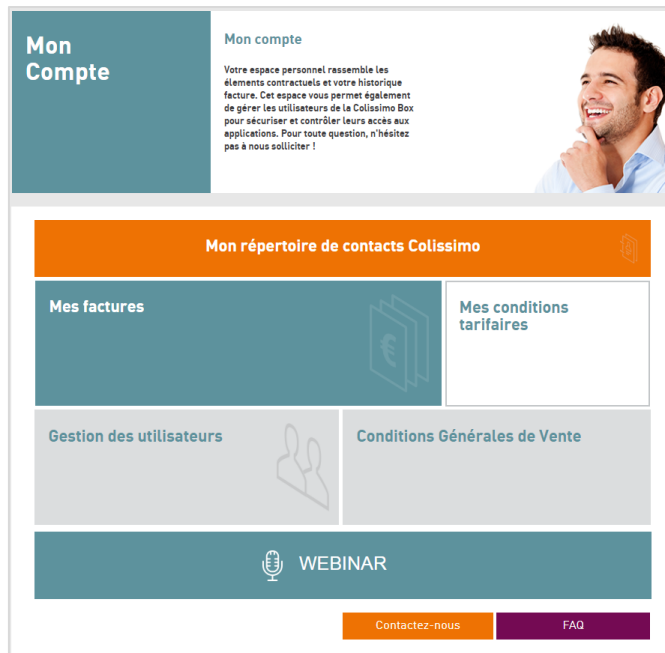 Mon
Compte
Mon compte
Votre espace personnel rassemble les
élements contractuels et votre historique
facture. Cet espace vous permet également
de gérer les utilisateurs de la Colissimo Box
pour sécuriser et contrôler leurs accès aux
applications. Pour toute question, n'hésitez
pas à nous solliciter !
Mon répertoire de contacts Colissimo
Mes factures
Mes conditions
tarifaires
Gestion des utilisateurs
Conditions Générales de Vente
WEBINAR
Contactez-nous
FAQ